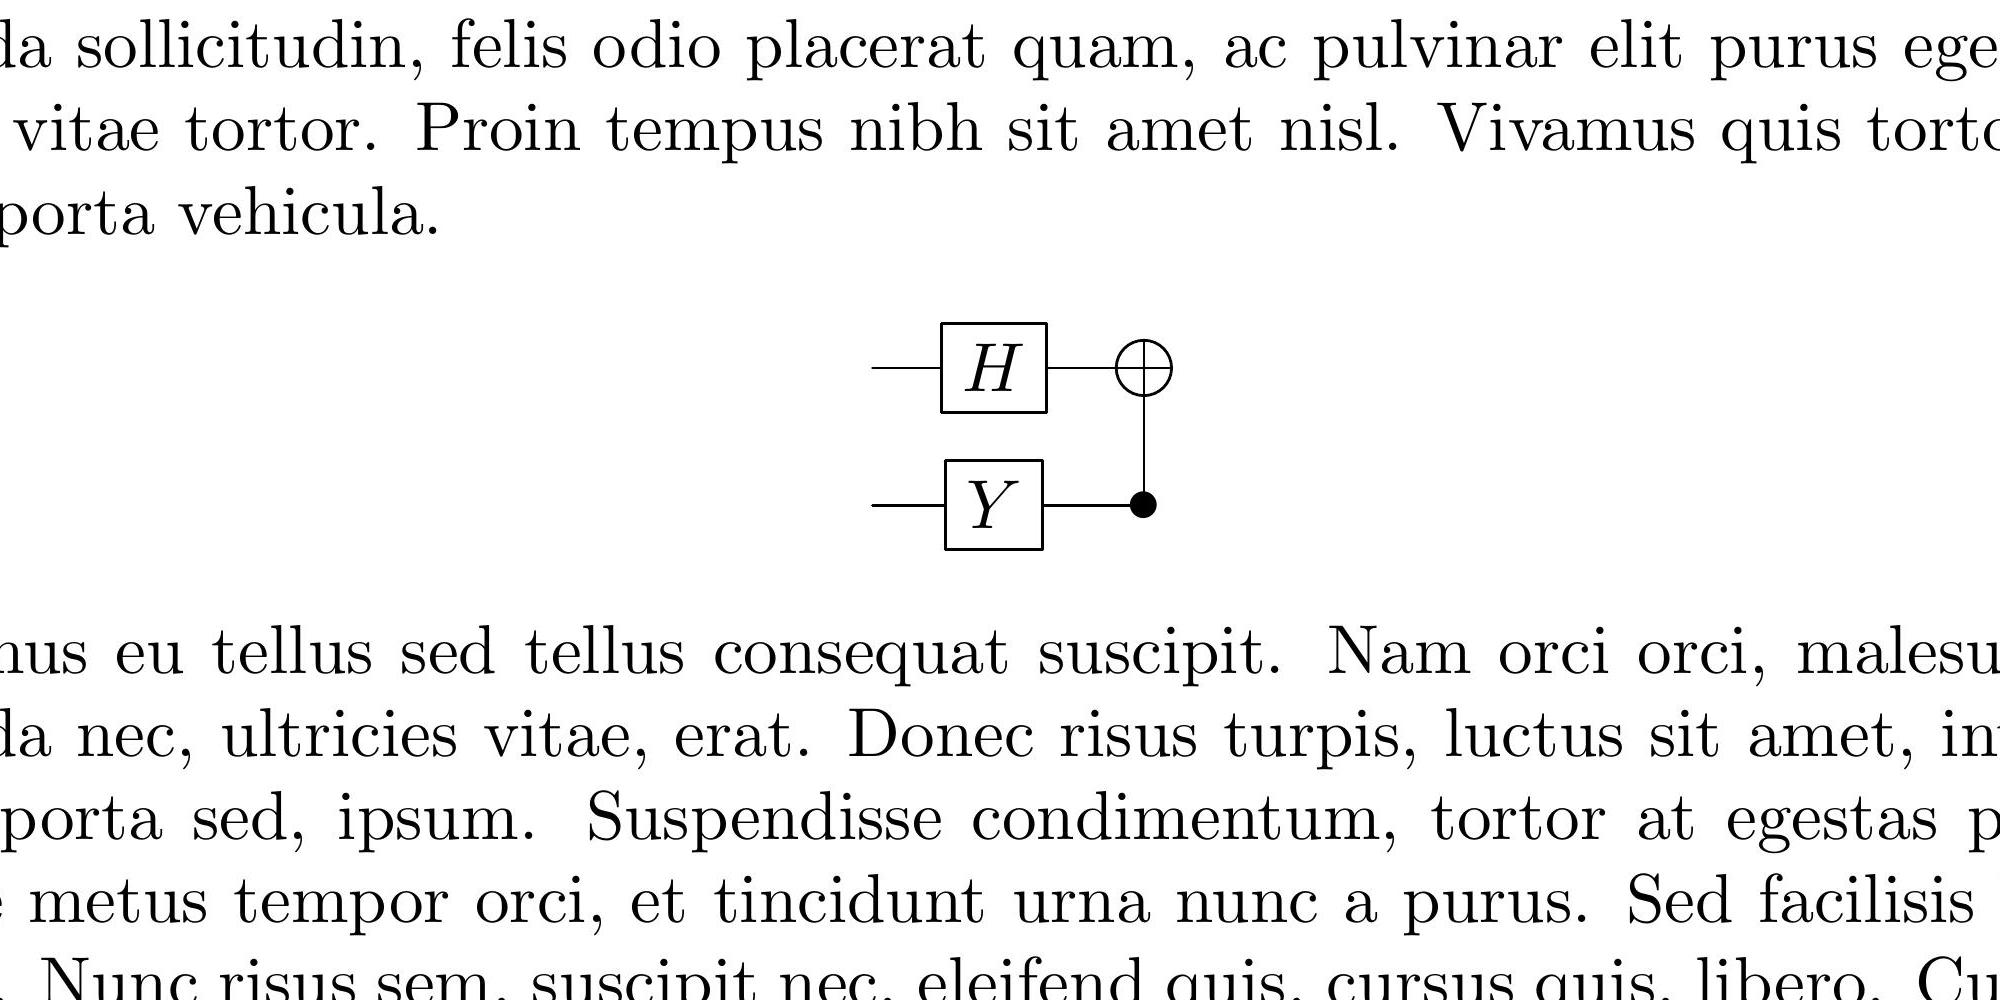 da sollicitudin, felis odio placerat quam, ac pulvinar elit purus ege
vitae tortor. Proin tempus nibh sit amet nisl. Vivamus quis torto
porta vehicula.
H
Y
mus eu tellus sed tellus consequat suscipit. Nam orci orci, malesu
da nec, ultricies vitae, erat. Donec risus turpis, luctus sit amet, in
porta sed, ipsum. Suspendisse condimentum, tortor at egestas p
metus tempor orci, et tincidunt urna nunc a purus. Sed facilisis
. Nunc risus sem, suscipit nec, eleifend quis, cursus quis, libero. Cu